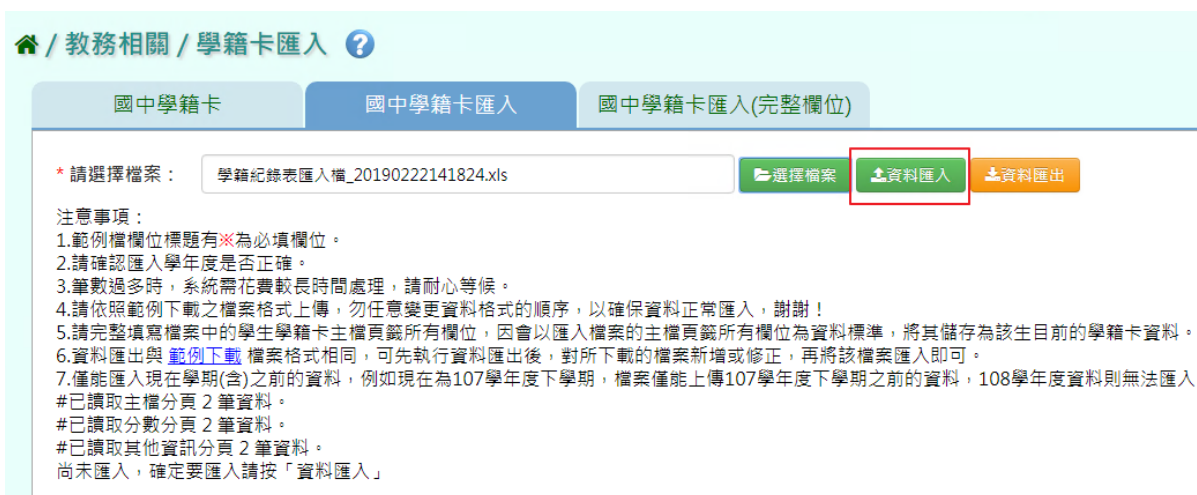 / 教務相關 / 學籍卡匯入 ?
國中學籍卡 國中學籍卡匯入 國中學籍卡匯入(完整欄位)
* 請選擇檔案： 學籍紀錄表匯入檔_20190222141824.xls 選擇檔案 資料匯入 資料匯出
注意事項：
1.範例檔欄位標題有※為必填欄位。
2.請確認匯入學年度是否正確。
3.筆數過多時，系統需花費較長時間處理，請耐心等候。
4.請依照範例下載之檔案格式上傳，勿任意變更資料格式的順序，以確保資料正常匯入，謝謝！
5.請完整填寫檔案中的學生學籍卡主檔頁籤所有欄位，因會以匯入檔案的主檔頁籤所有欄位為資料標準，將其儲存為該生目前的學籍卡資料。
6.資料匯出與 範例下載 檔案格式相同，可先執行資料匯出後，對所下載的檔案新增或修正，再將該檔案匯入即可。
7.僅能匯入現在學期(含)之前的資料，例如現在為107學年度下學期，檔案僅能上傳107學年度下學期之前的資料，108學年度資料則無法匯入
#已讀取主檔分頁 2 筆資料。
#已讀取分數分頁 2 筆資料。
#已讀取其他資訊分頁 2 筆資料。
尚未匯入，確定要匯入請按「資料匯入」